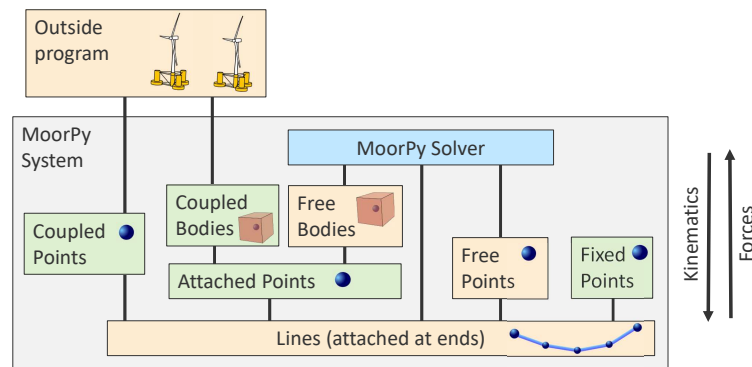 Outside
program
MoorPy
System
MoorPy Solver
Coupled
Points
Coupled
Bodies
Free
Bodies
Attached Points
Free
Points
Fixed
Points
Lines (attached at ends)
Kinematics
Forces